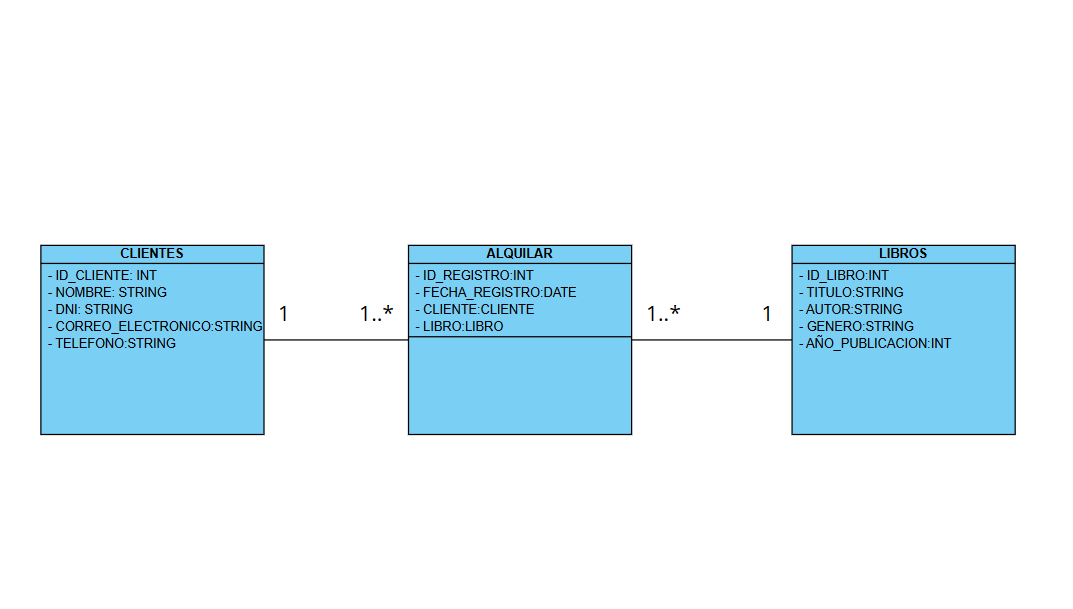 CLIENTES
- ID_CLIENTE: INT
- NOMBRE: STRING
- DNI: STRING
- CORREO_ELECTRONICO:STRING
- TELEFONO:STRING
1
1..*
ALQUILAR
- ID_REGISTRO:INT
- FECHA_REGISTRO:DATE
- CLIENTE:CLIENTE
- LIBRO:LIBRO
1..*
1
LIBROS
- ID_LIBRO:INT
- TITULO:STRING
- AUTOR:STRING
- GENERO:STRING
- AÑO_PUBLICACION:INT